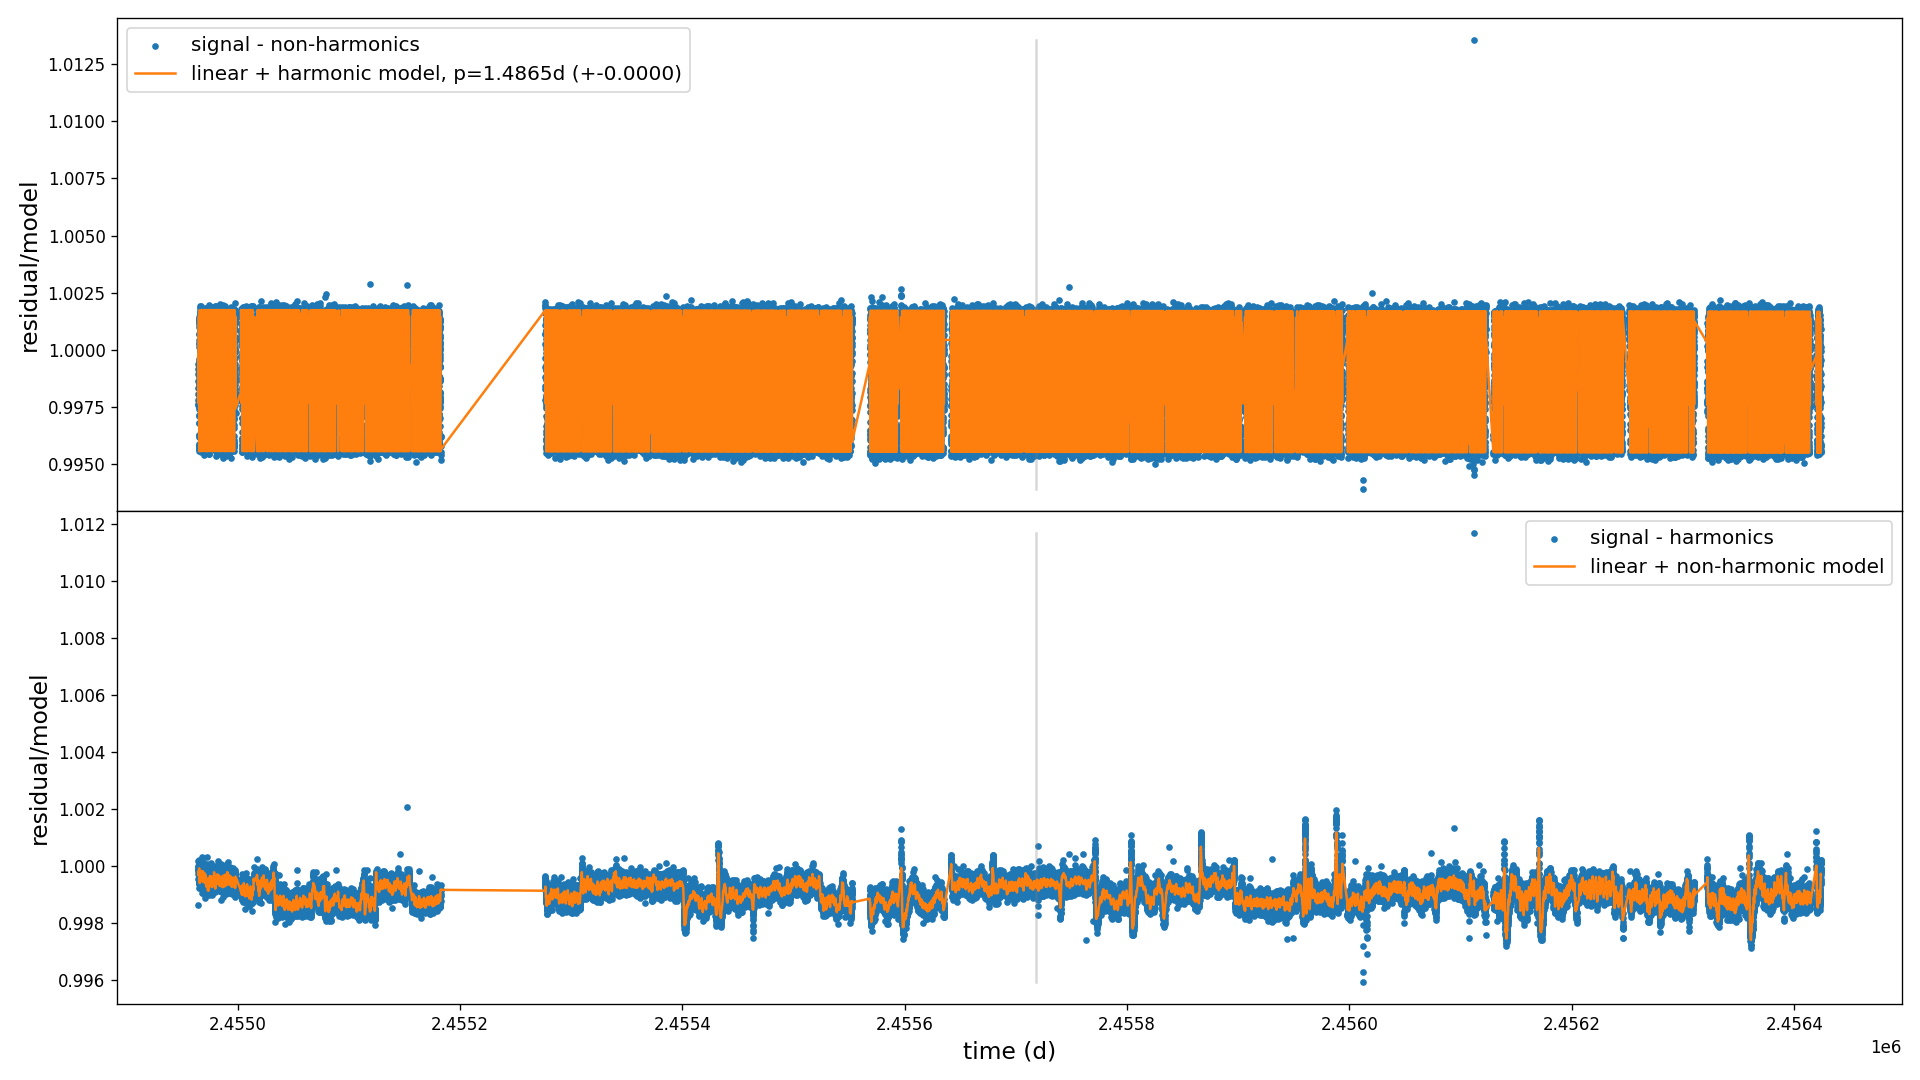 signal - non-harmonics
linear + harmonic model, p=1.4865d (+-0.0000)
residual/model
1.0125
1.0100
1.0075
1.0050
1.0025
1.0000
0.9975
0.9950
signal - harmonics
linear + non-harmonic model
residual/model
1.012
1.010
1.008
1.006
1.004
1.002
1.000
0.998
0.996
2.4550 2.4552 2.4554 2.4556 2.4558 2.4560 2.4562 2.4564
time (d)
1e6